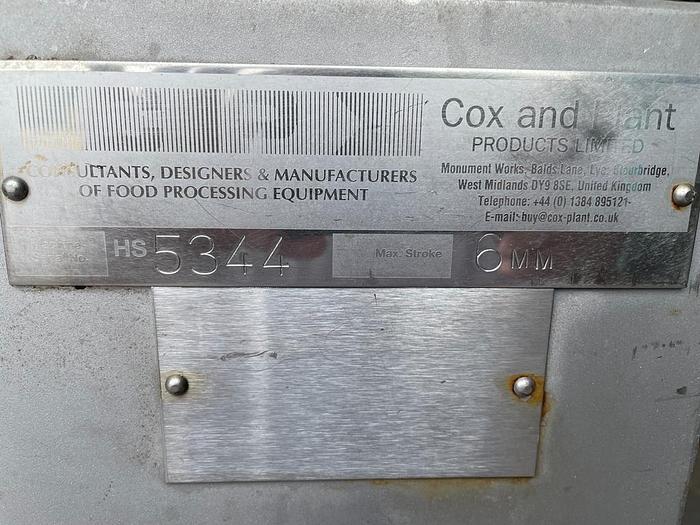 Cox and Plant
PRODUCTS LIMITED
CONSULTANTS, DESIGNERS & MANUFACTURERS
OF FOOD PROCESSING EQUIPMENT
Monument Works, Balds Lane, Lye, Stourbridge,
West Midlands DY9 8SE, United Kingdom
Telephone: +44 (0) 1384 895121
E-mail: buy@cox-plant.co.uk
No. HS 5344 Max. Stroke 6 MM